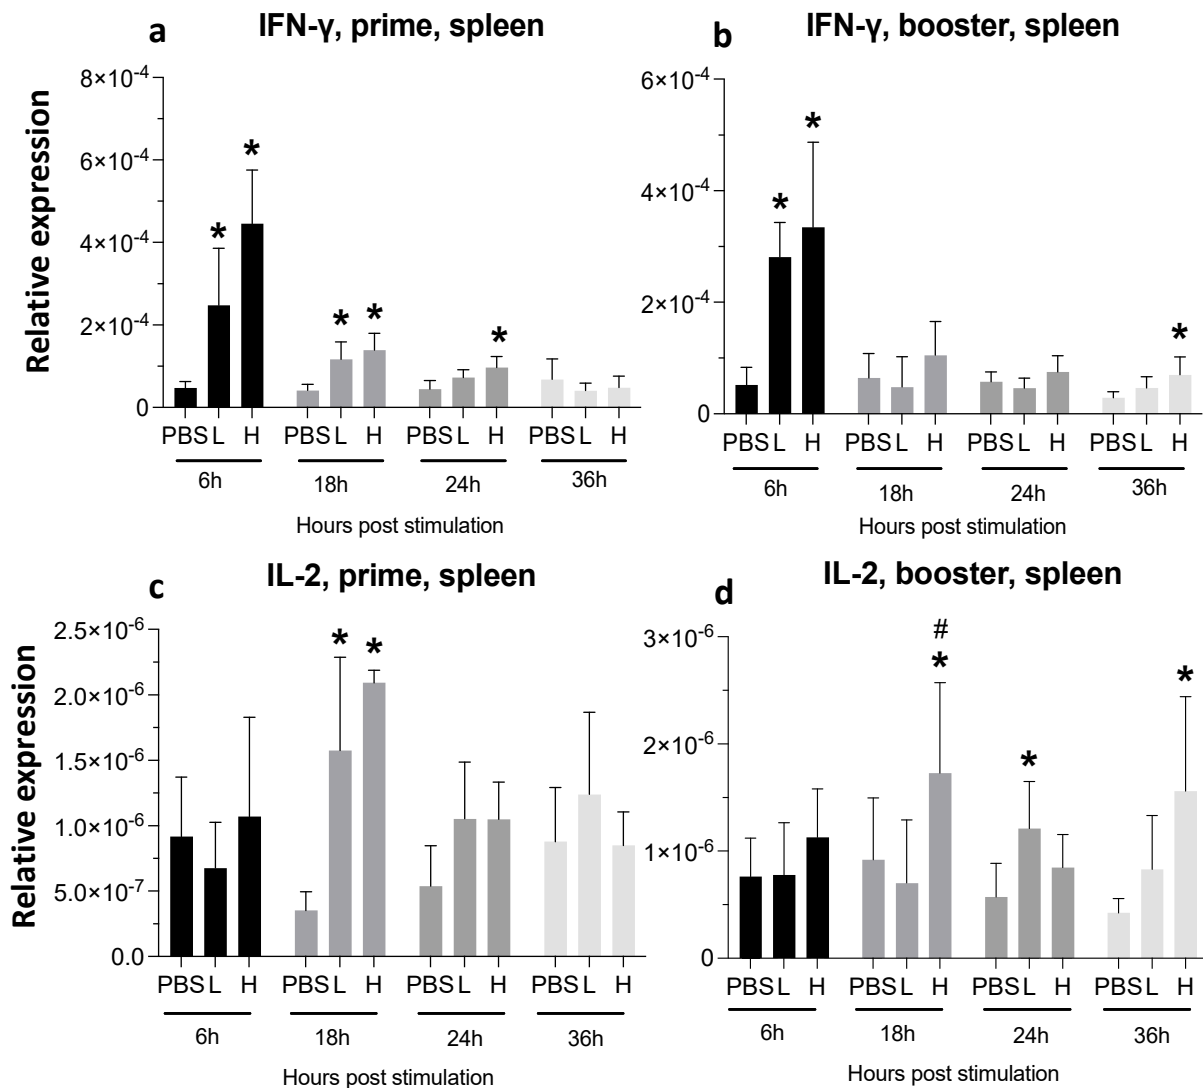 a IFN-γ, prime, spleen
Relative expression
8×10⁻⁴
6×10⁻⁴
4×10⁻⁴
2×10⁻⁴
0
* * * * *
PBS L H PBS L H PBS L H PBS L H
6h 18h 24h 36h
Hours post stimulation
b IFN-γ, booster, spleen
6×10⁻⁴
4×10⁻⁴
2×10⁻⁴
0
* * *
PBS L H PBS L H PBS L H PBS L H
6h 18h 24h 36h
Hours post stimulation
c IL-2, prime, spleen
Relative expression
2.5×10⁻⁶
2.0×10⁻⁶
1.5×10⁻⁶
1.0×10⁻⁶
5.0×10⁻⁷
0.0
* *
PBS L H PBS L H PBS L H PBS L H
6h 18h 24h 36h
Hours post stimulation
d IL-2, booster, spleen
3×10⁻⁶
2×10⁻⁶
1×10⁻⁶
0
#
* * *
PBS L H PBS L H PBS L H PBS L H
6h 18h 24h 36h
Hours post stimulation